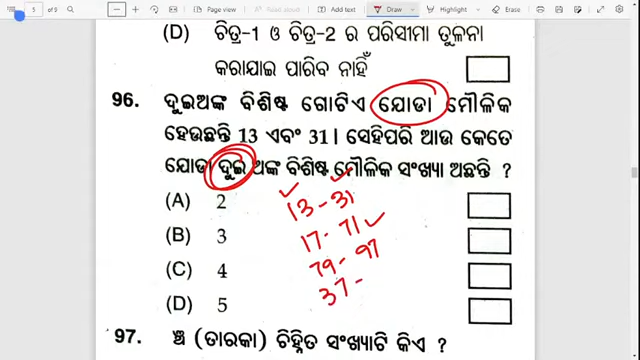 5 of 9
Read aloud
Add text
Draw
Highlight
Erase
(D) ଚିତ୍ର-1 ଓ ଚିତ୍ର-2 ର ପରିସୀମା ତୁଳନା
କରାଯାଇ ପାରିବ ନାହିଁ
96. ଦୁଇଅଙ୍କ ବିଶିଷ୍ଟ ଗୋଟିଏ ଯୋଡା ମୌଳିକ
ହେଉଛନ୍ତି 13 ଏବଂ 31। ସେହିପରି ଆଉ କେତେ
ଯୋଡା ଦୁଇ ଅଙ୍କ ବିଶିଷ୍ଟ ମୌଳିକ ସଂଖ୍ୟା ଅଛନ୍ତି ?
(A) 2
13 - 31
(B) 3
17 - 71
(C) 4
79 - 97
(D) 5
37 -
97. ଞ୍ଚ (ତାରକା) ଚିହ୍ନିତ ସଂଖ୍ୟାଟି କିଏ ?